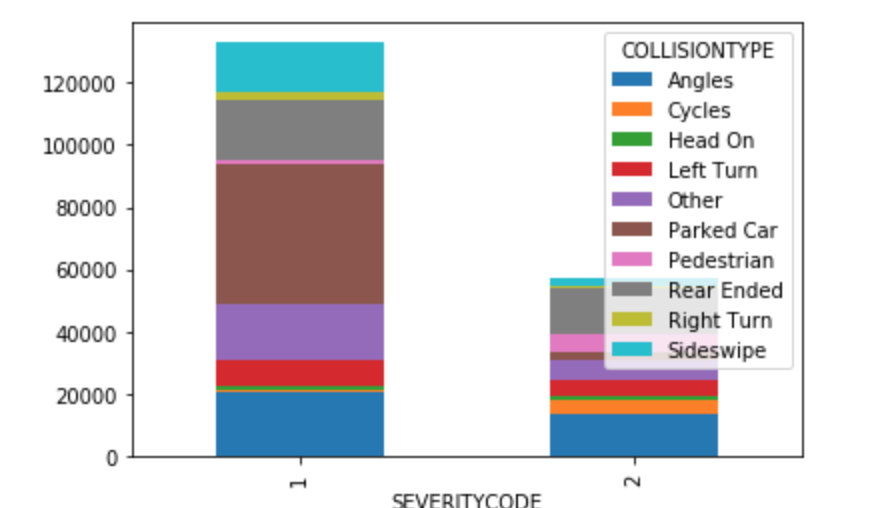 COLLISIONTYPE
Angles
Cycles
Head On
Left Turn
Other
Parked Car
Pedestrian
Rear Ended
Right Turn
Sideswipe
120000
100000
80000
60000
40000
20000
0
1
2
SEVERITYCODE